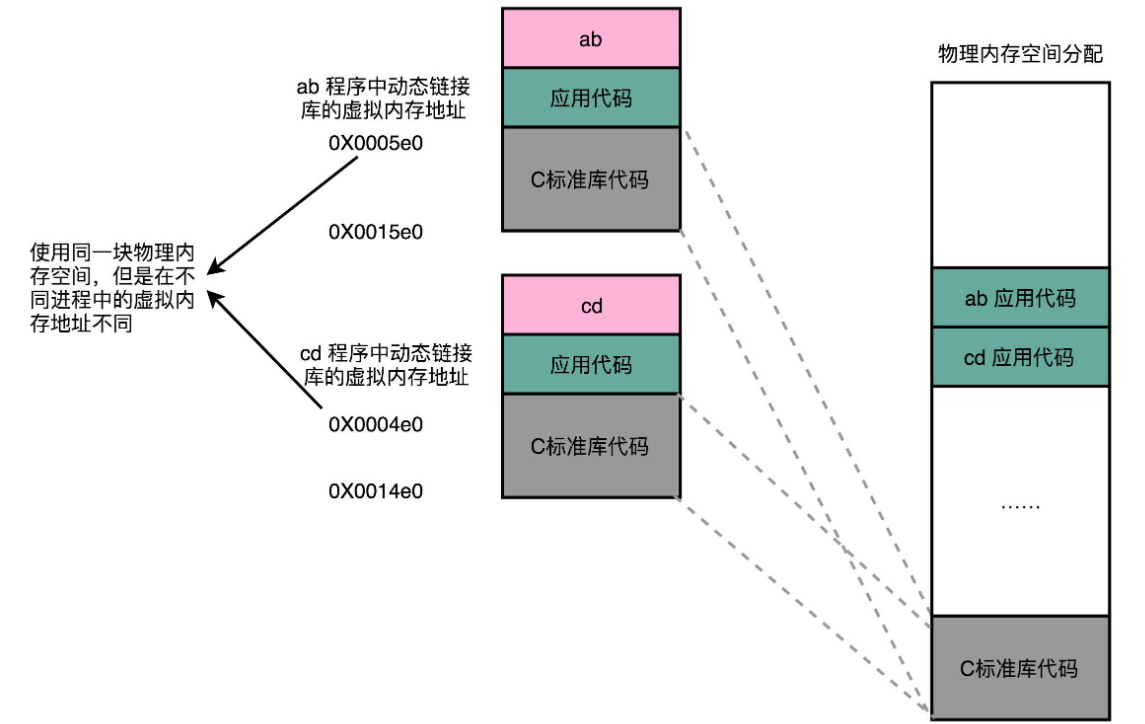 ab
应用代码
C标准库代码
ab 程序中动态链接
库的虚拟内存地址
0X0005e0
0X0015e0
使用同一块物理内
存空间，但是在不
同进程中的虚拟内
存地址不同
cd
应用代码
C标准库代码
cd 程序中动态链接
库的虚拟内存地址
0X0004e0
0X0014e0
物理内存空间分配
ab 应用代码
cd 应用代码
……
C标准库代码